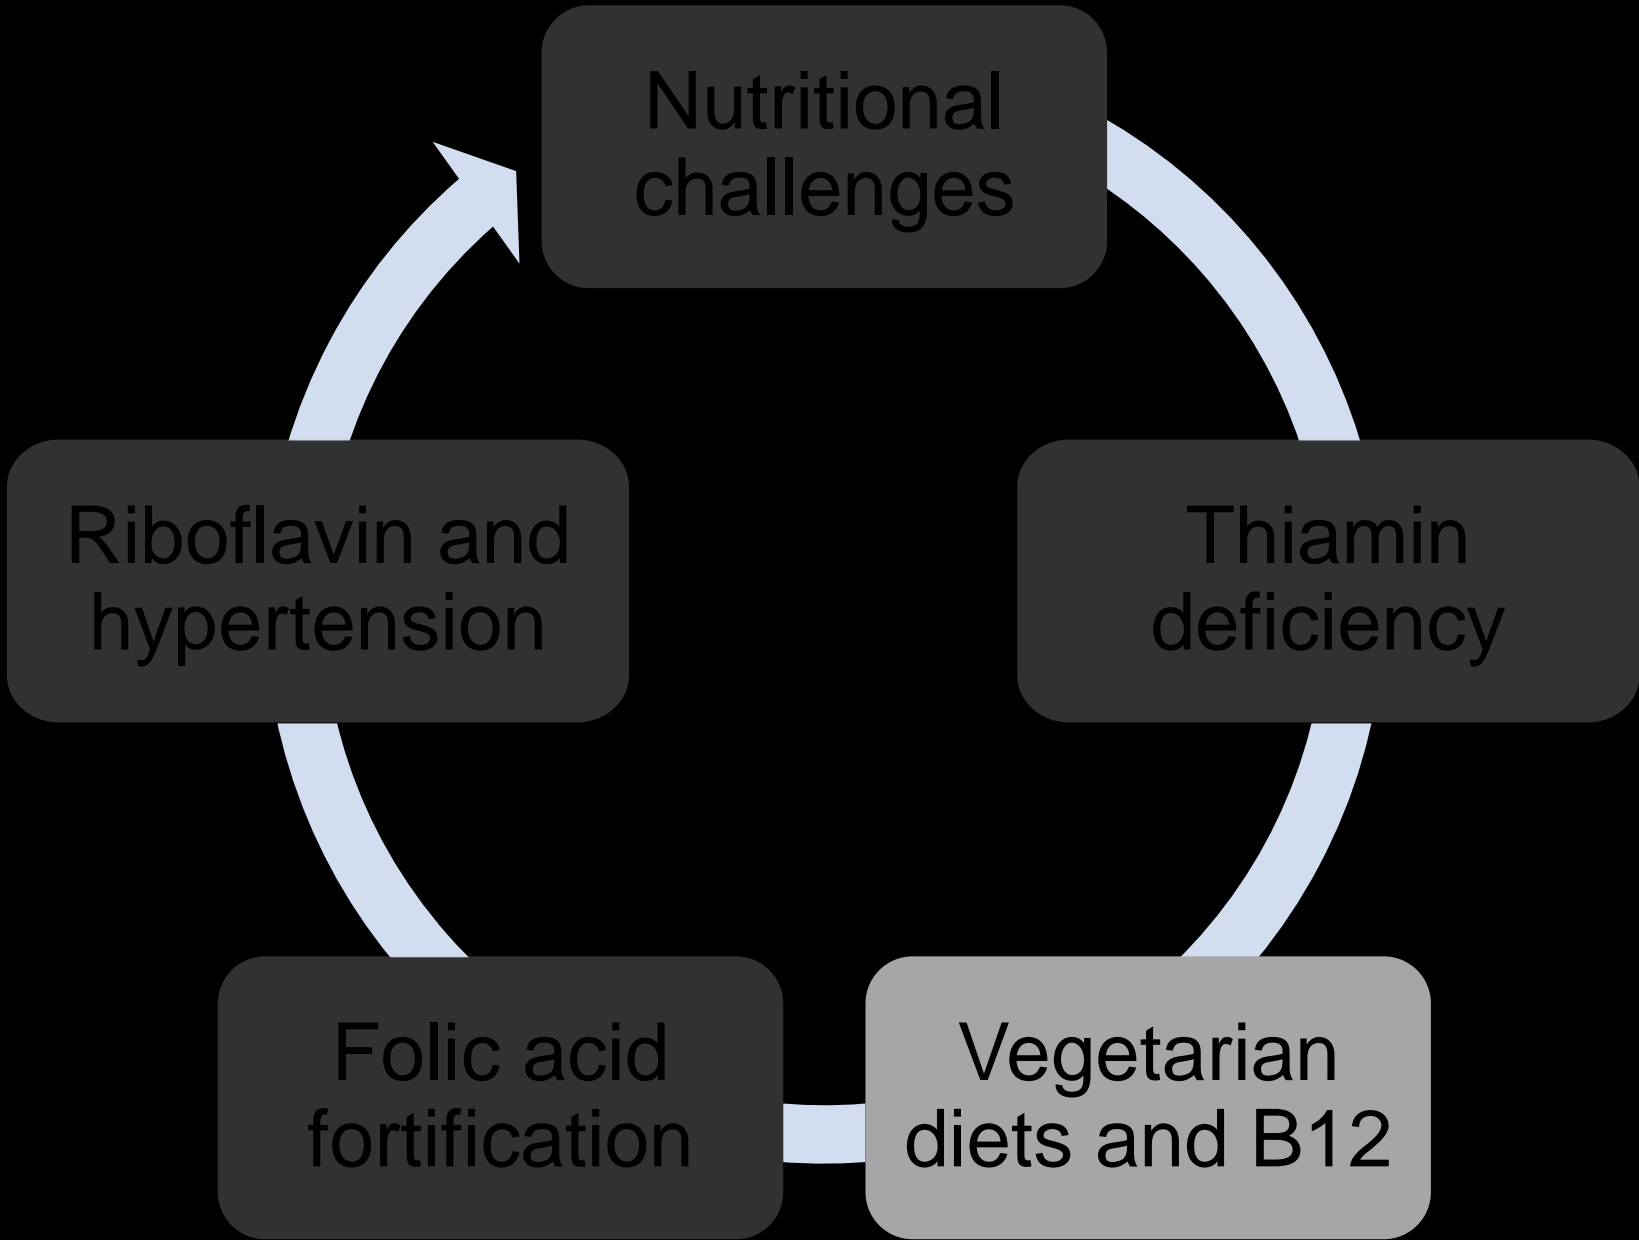 Nutritional
challenges
Thiamin
deficiency
Vegetarian
diets and B12
Folic acid
fortification
Riboflavin and
hypertension